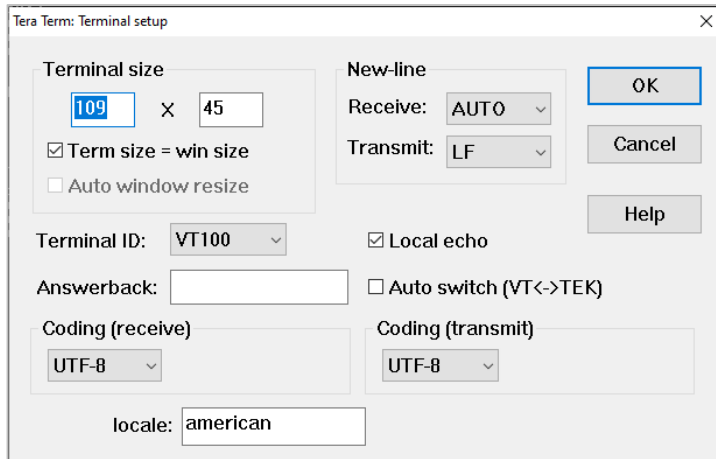 Tera Term: Terminal setup
Terminal size
109 X 45
Term size = win size
Auto window resize
New-line
Receive: AUTO
Transmit: LF
OK
Cancel
Help
Terminal ID: VT100
Local echo
Answerback:
Auto switch (VT<->TEK)
Coding (receive)
UTF-8
Coding (transmit)
UTF-8
locale: american